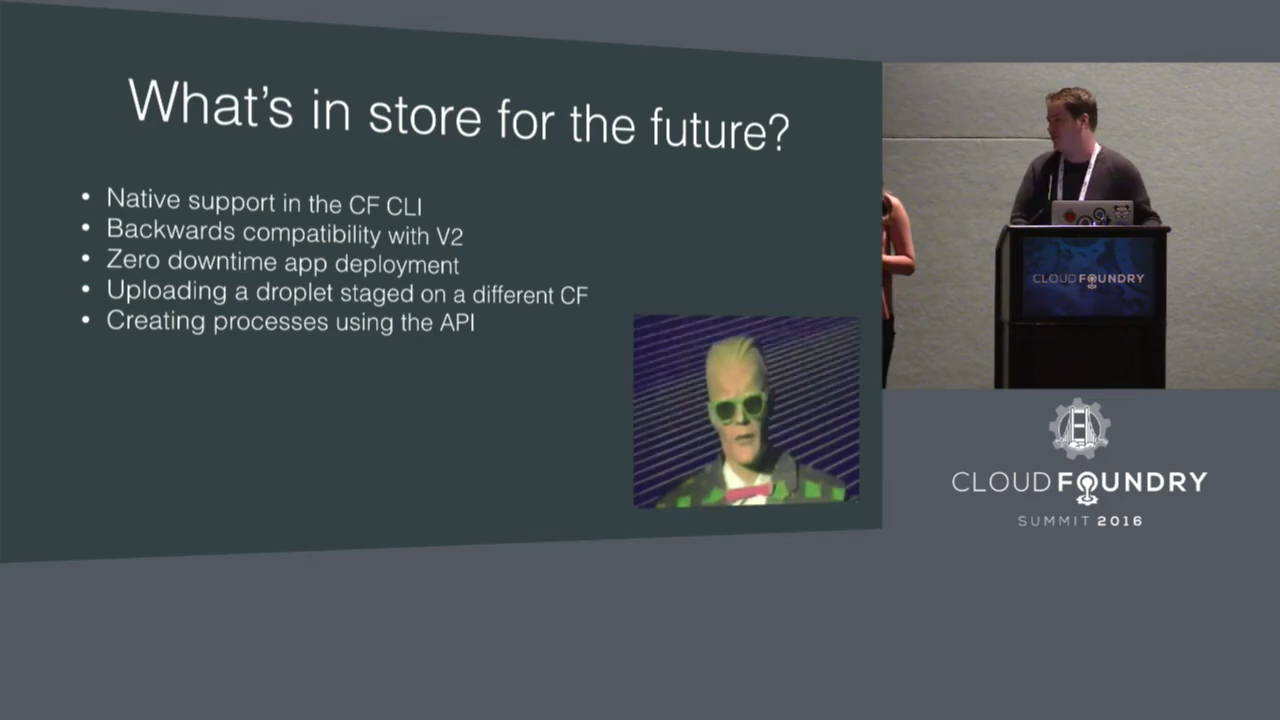 What's in store for the future?
• Native support in the CF CLI
• Backwards compatibility with V2
• Zero downtime app deployment
• Uploading a droplet staged on a different CF
• Creating processes using the API
CLOUD FOUNDRY
CLOUD FOUNDRY
SUMMIT 2016